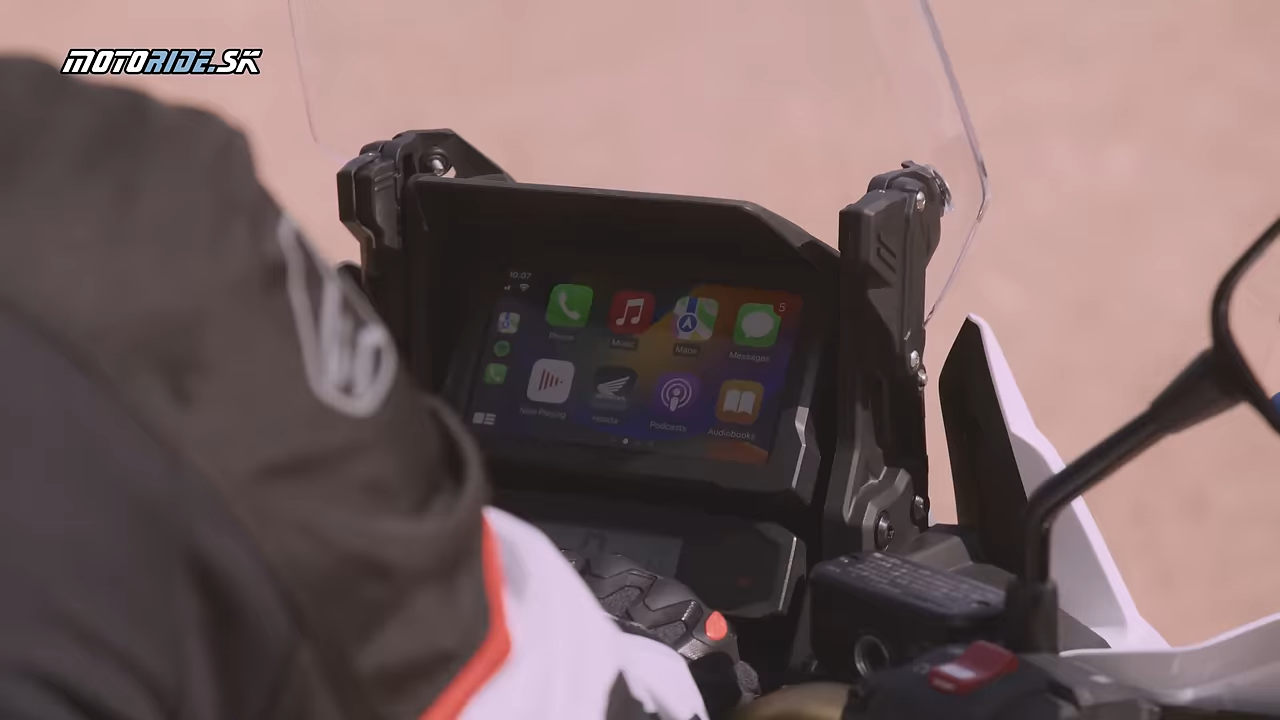 MOTORIDE.SK
10:07
5
Phone
Music
Maps
Messages
Now Playing
Honda
Podcasts
Audiobooks